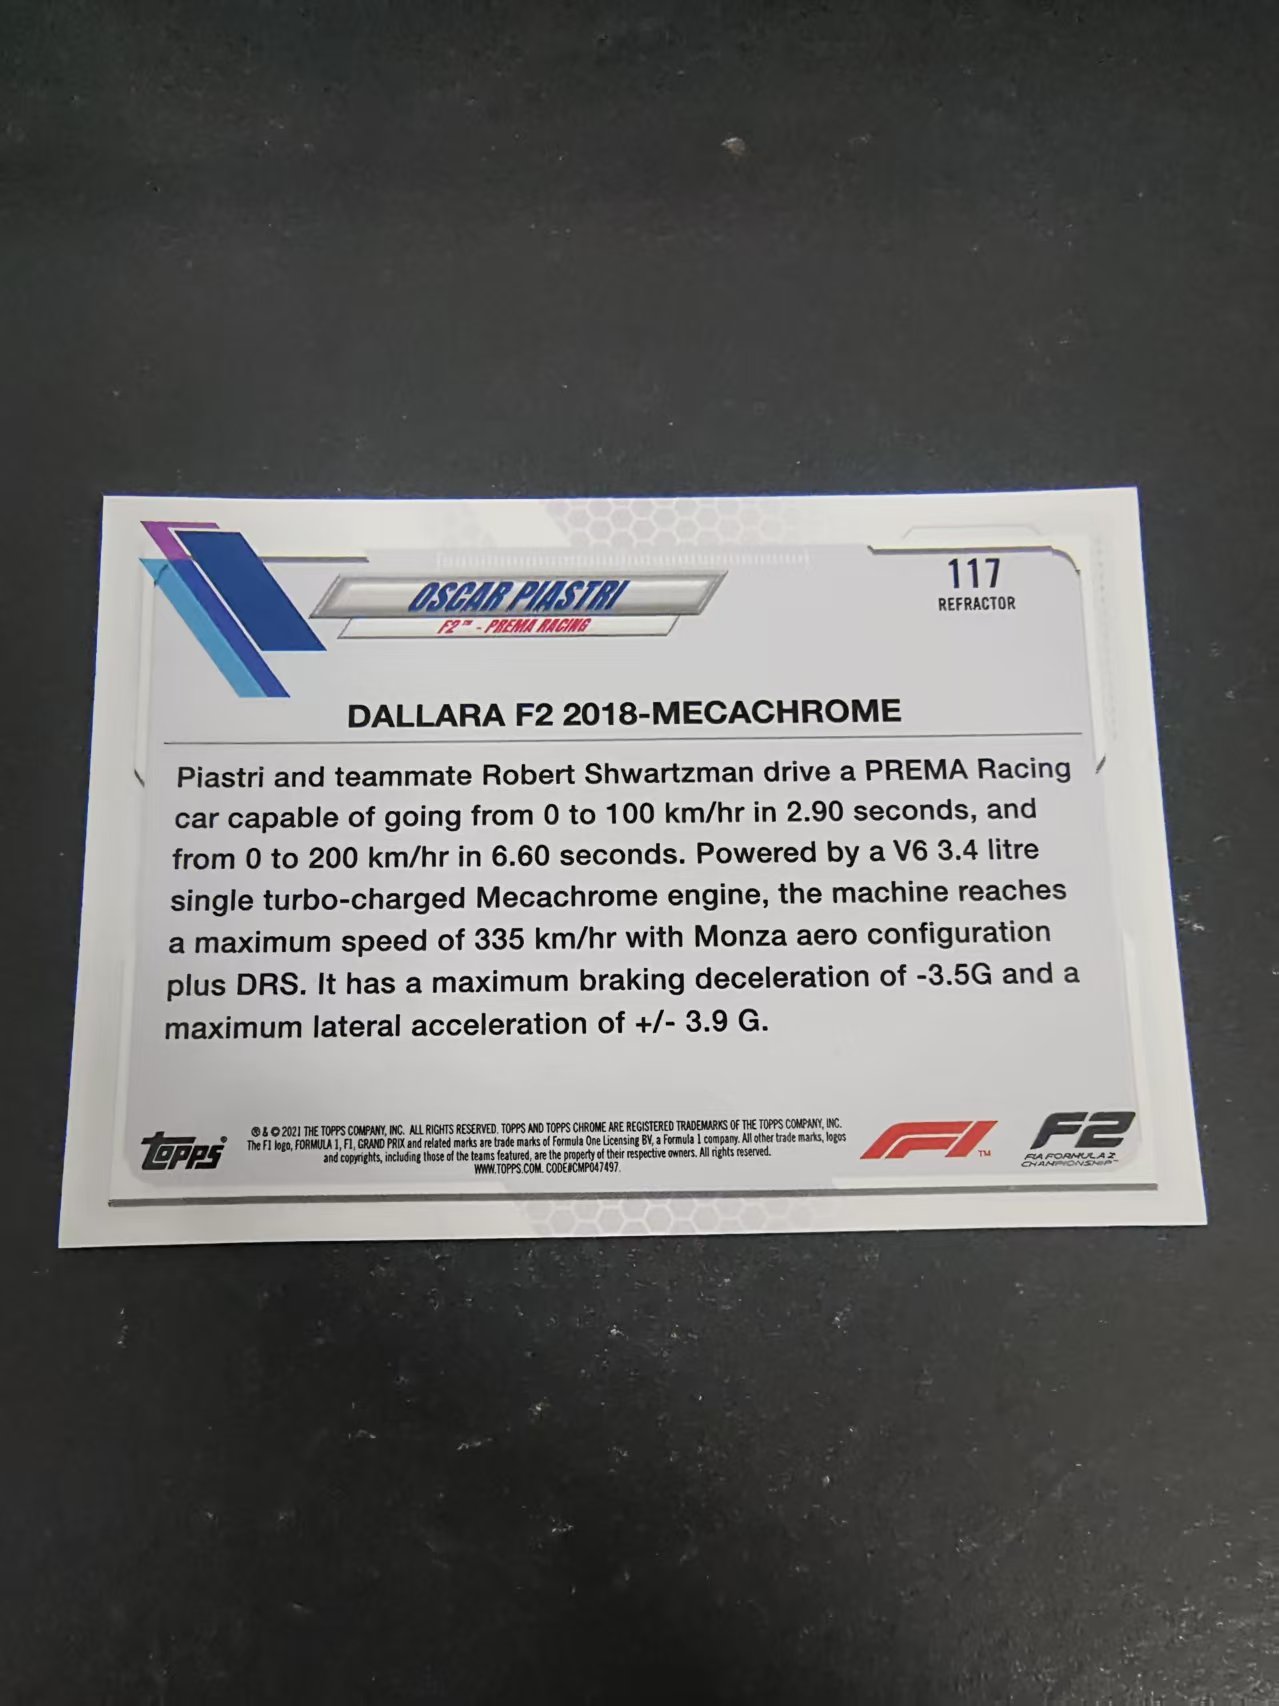 OSCAR PIASTRI
F2™ - PREMA RACING
117
REFRACTOR
DALLARA F2 2018-MECACHROME
Piastri and teammate Robert Shwartzman drive a PREMA Racing
car capable of going from 0 to 100 km/hr in 2.90 seconds, and
from 0 to 200 km/hr in 6.60 seconds. Powered by a V6 3.4 litre
single turbo-charged Mecachrome engine, the machine reaches
a maximum speed of 335 km/hr with Monza aero configuration
plus DRS. It has a maximum braking deceleration of -3.5G and a
maximum lateral acceleration of +/- 3.9 G.
topps®
® & © 2021 THE TOPPS COMPANY, INC. ALL RIGHTS RESERVED. TOPPS AND TOPPS CHROME ARE REGISTERED TRADEMARKS OF THE TOPPS COMPANY, INC.
The F1 logo, FORMULA 1, F1, GRAND PRIX and related marks are trade marks of Formula One Licensing BV, a Formula 1 company. All other trade marks, logos
and copyrights, including those of the teams featured, are the property of their respective owners. All rights reserved.
WWW.TOPPS.COM. CODE#CMP047497.
F1™
F2
FIA FORMULA 2
CHAMPIONSHIP™